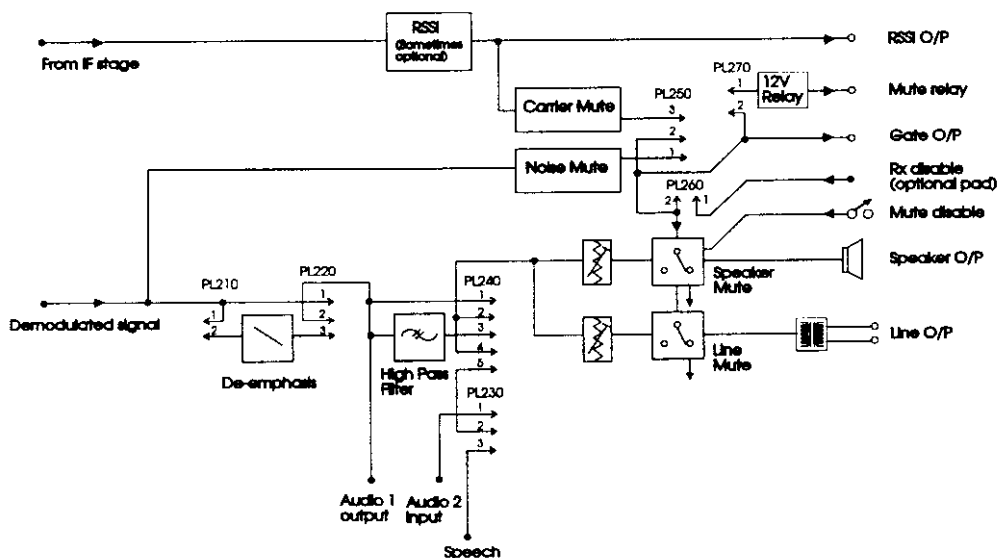 RSSI
(Sometimes
optional)
From IF stage
RSSI O/P
PL270
1
2
12V
Relay
Mute relay
Carrier Mute
PL250
3
2
1
Gate O/P
Noise Mute
Rx disable
(optional pad)
PL260
2
1
Mute disable
Speaker
Mute
Speaker O/P
PL210
1
2
PL220
1
2
3
PL240
1
2
3
4
5
Demodulated signal
De-emphasis
High Pass
Filter
Line
Mute
Line O/P
PL230
1
2
3
Audio 1
output
Audio 2
Input
Speech